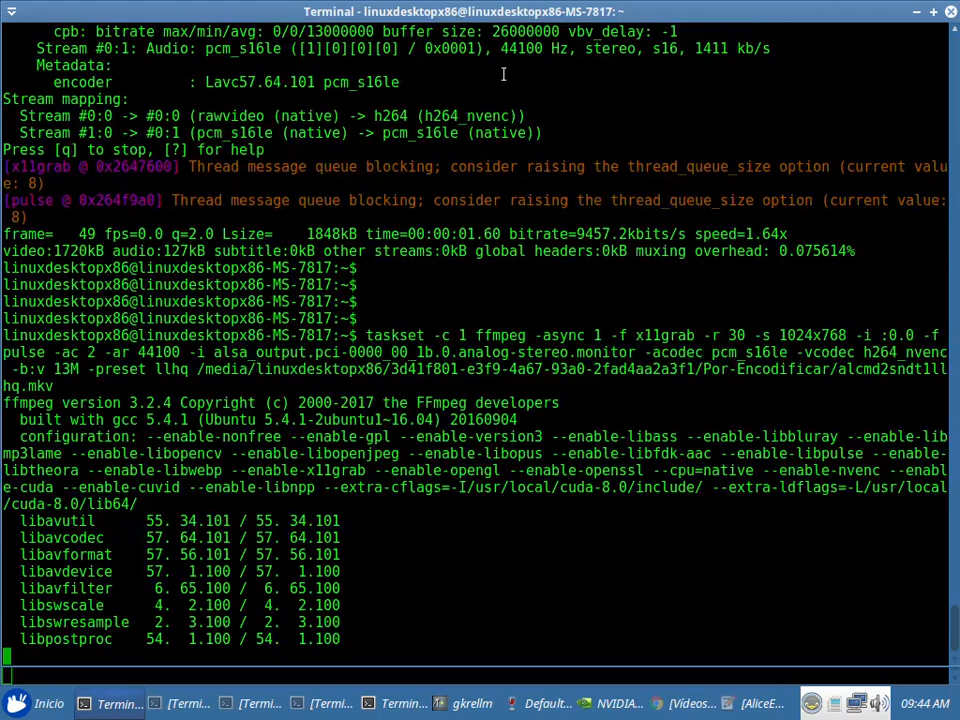 Terminal - linuxdesktopx86@linuxdesktopx86-MS-7817: ~
cpb: bitrate max/min/avg: 0/0/13000000 buffer size: 26000000 vbv_delay: -1
Stream #0:1: Audio: pcm_s16le ([1][0][0][0] / 0x0001), 44100 Hz, stereo, s16, 1411 kb/s
Metadata:
encoder : Lavc57.64.101 pcm_s16le
Stream mapping:
Stream #0:0 -> #0:0 (rawvideo (native) -> h264 (h264_nvenc))
Stream #1:0 -> #0:1 (pcm_s16le (native) -> pcm_s16le (native))
Press [q] to stop, [?] for help
[x11grab @ 0x2647600] Thread message queue blocking; consider raising the thread_queue_size option (current valu
e: 8)
[pulse @ 0x264f9a0] Thread message queue blocking; consider raising the thread_queue_size option (current value:
8)
frame= 49 fps=0.0 q=2.0 Lsize= 1848kB time=00:00:01.60 bitrate=9457.2kbits/s speed=1.64x
video:1720kB audio:127kB subtitle:0kB other streams:0kB global headers:0kB muxing overhead: 0.075614%
linuxdesktopx86@linuxdesktopx86-MS-7817:~$
linuxdesktopx86@linuxdesktopx86-MS-7817:~$
linuxdesktopx86@linuxdesktopx86-MS-7817:~$
linuxdesktopx86@linuxdesktopx86-MS-7817:~$
linuxdesktopx86@linuxdesktopx86-MS-7817:~$ taskset -c 1 ffmpeg -async 1 -f x11grab -r 30 -s 1024x768 -i :0.0 -f
pulse -ac 2 -ar 44100 -i alsa_output.pci-0000_00_1b.0.analog-stereo.monitor -acodec pcm_s16le -vcodec h264_nvenc
-b:v 13M -preset llhq /media/linuxdesktopx86/3d41f801-e3f9-4a67-93a0-2fad4aa2a3f1/Por-Encodificar/alcmd2sndt1ll
hq.mkv
ffmpeg version 3.2.4 Copyright (c) 2000-2017 the FFmpeg developers
built with gcc 5.4.1 (Ubuntu 5.4.1-2ubuntu1~16.04) 20160904
configuration: --enable-nonfree --enable-gpl --enable-version3 --enable-libass --enable-libbluray --enable-lib
mp3lame --enable-libopencv --enable-libopenjpeg --enable-libopus --enable-libfdk-aac --enable-libpulse --enable-
libtheora --enable-libwebp --enable-x11grab --enable-opengl --enable-openssl --cpu=native --enable-nvenc --enabl
e-cuda --enable-cuvid --enable-libnpp --extra-cflags=-I/usr/local/cuda-8.0/include/ --extra-ldflags=-L/usr/local
/cuda-8.0/lib64/
libavutil 55. 34.101 / 55. 34.101
libavcodec 57. 64.101 / 57. 64.101
libavformat 57. 56.101 / 57. 56.101
libavdevice 57. 1.100 / 57. 1.100
libavfilter 6. 65.100 / 6. 65.100
libswscale 4. 2.100 / 4. 2.100
libswresample 2. 3.100 / 2. 3.100
libpostproc 54. 1.100 / 54. 1.100
Inicio Termin... [Termi... [Termi... [Termi... Termin... gkrellm Default... NVIDIA... [Vídeos... [AliceE... 09:44 AM